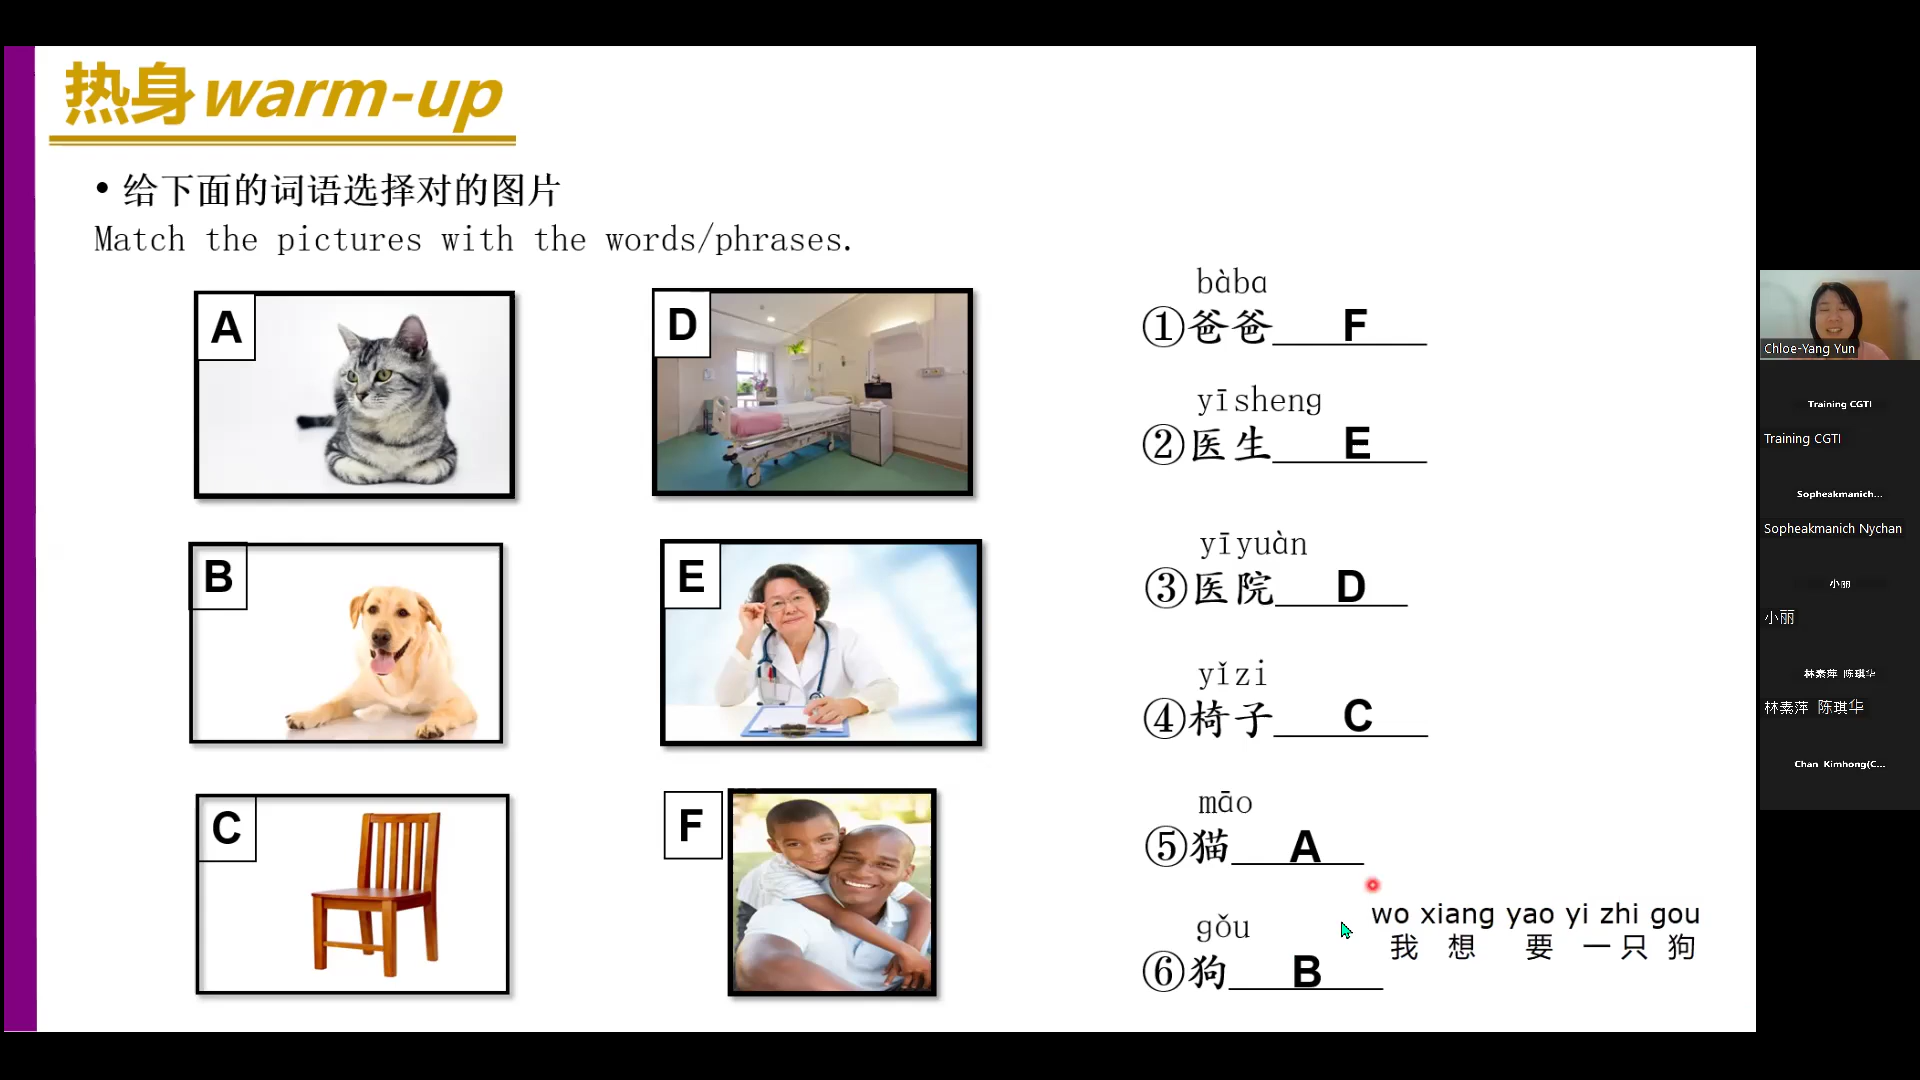 热身warm-up
• 给下面的词语选择对的图片
Match the pictures with the words/phrases.
A
D
B
E
C
F
bàba
①爸爸 F
yīsheng
②医生 E
yīyuàn
③医院 D
yǐzi
④椅子 C
māo
⑤猫 A
gǒu
⑥狗 B
wo xiang yao yi zhi gou
我 想 要 一 只 狗
Chloe-Yang Yun
Training CGTI
Training CGTI
Sopheakmanich...
Sopheakmanich Nychan
小丽
小丽
林素萍 陈琪华
林素萍 陈琪华
Chan Kimhong(C...